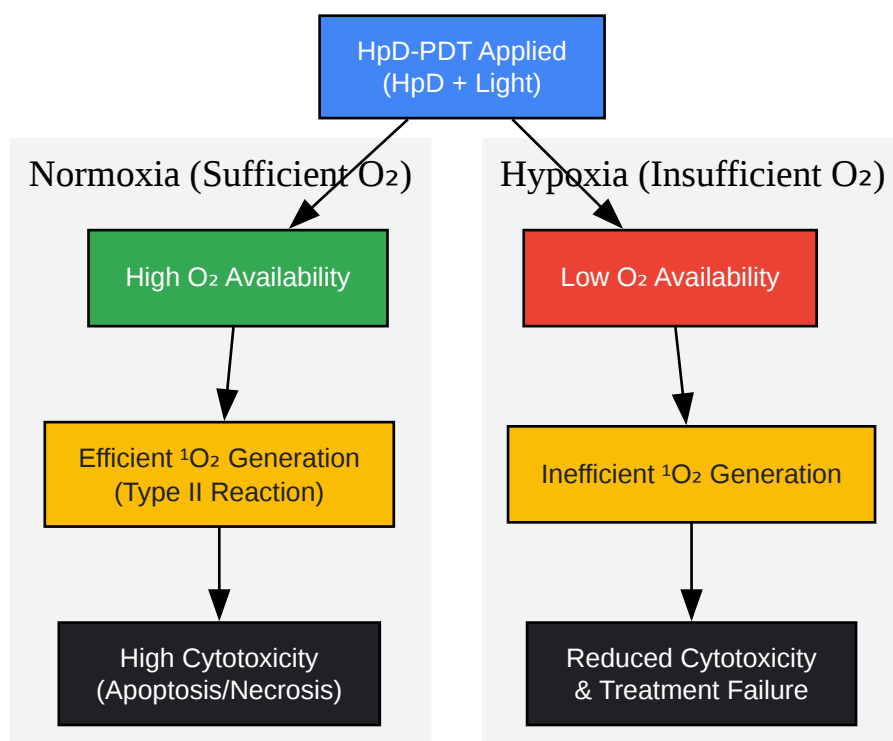 HpD-PDT Applied
(HpD + Light)
Normoxia (Sufficient O₂)
High O₂ Availability
Efficient ¹O₂ Generation
(Type II Reaction)
High Cytotoxicity
(Apoptosis/Necrosis)
Hypoxia (Insufficient O₂)
Low O₂ Availability
Inefficient ¹O₂ Generation
Reduced Cytotoxicity
& Treatment Failure